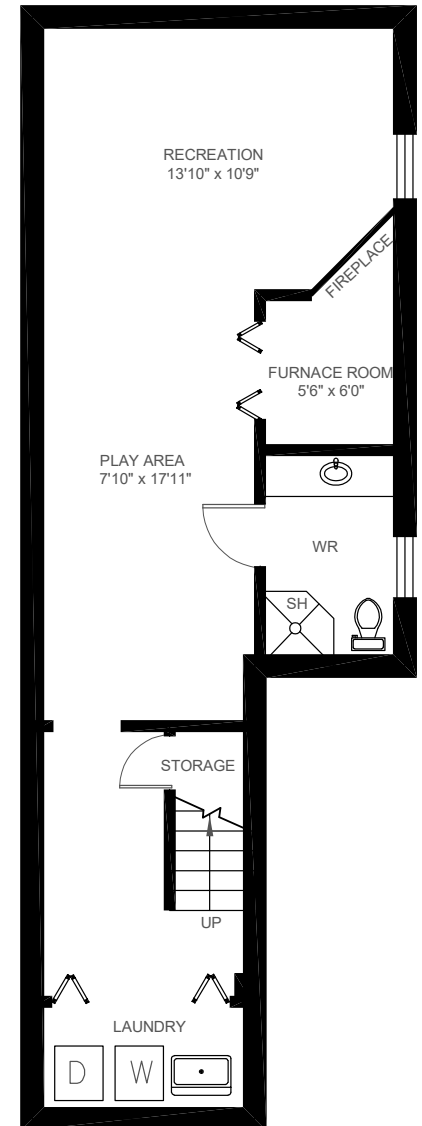 RECREATION
13'10" x 10'9"
FIREPLACE
FURNACE ROOM
5'6" x 6'0"
PLAY AREA
7'10" x 17'11"
WR
SH
STORAGE
UP
LAUNDRY
D
W